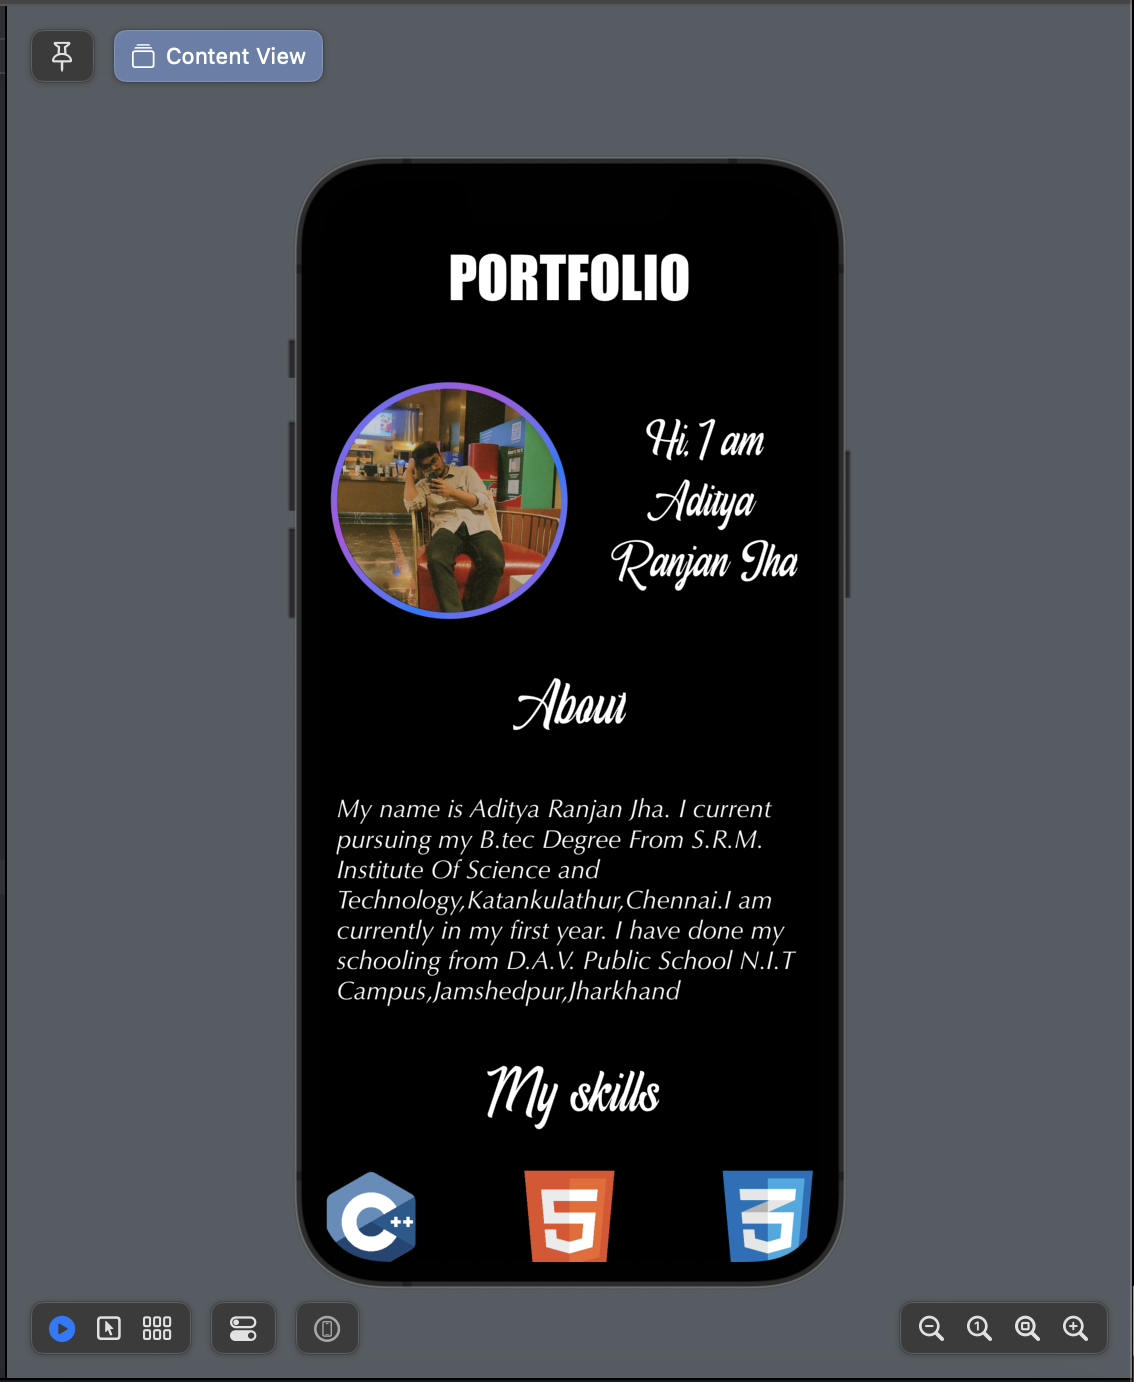 Content View
PORTFOLIO
Hi, I am
Aditya
Ranjan Jha
About
My name is Aditya Ranjan Jha. I current
pursuing my B.tec Degree From S.R.M.
Institute Of Science and
Technology,Katankulathur,Chennai.I am
currently in my first year. I have done my
schooling from D.A.V. Public School N.I.T
Campus,Jamshedpur,Jharkhand
My skills
C++ 5 3
1